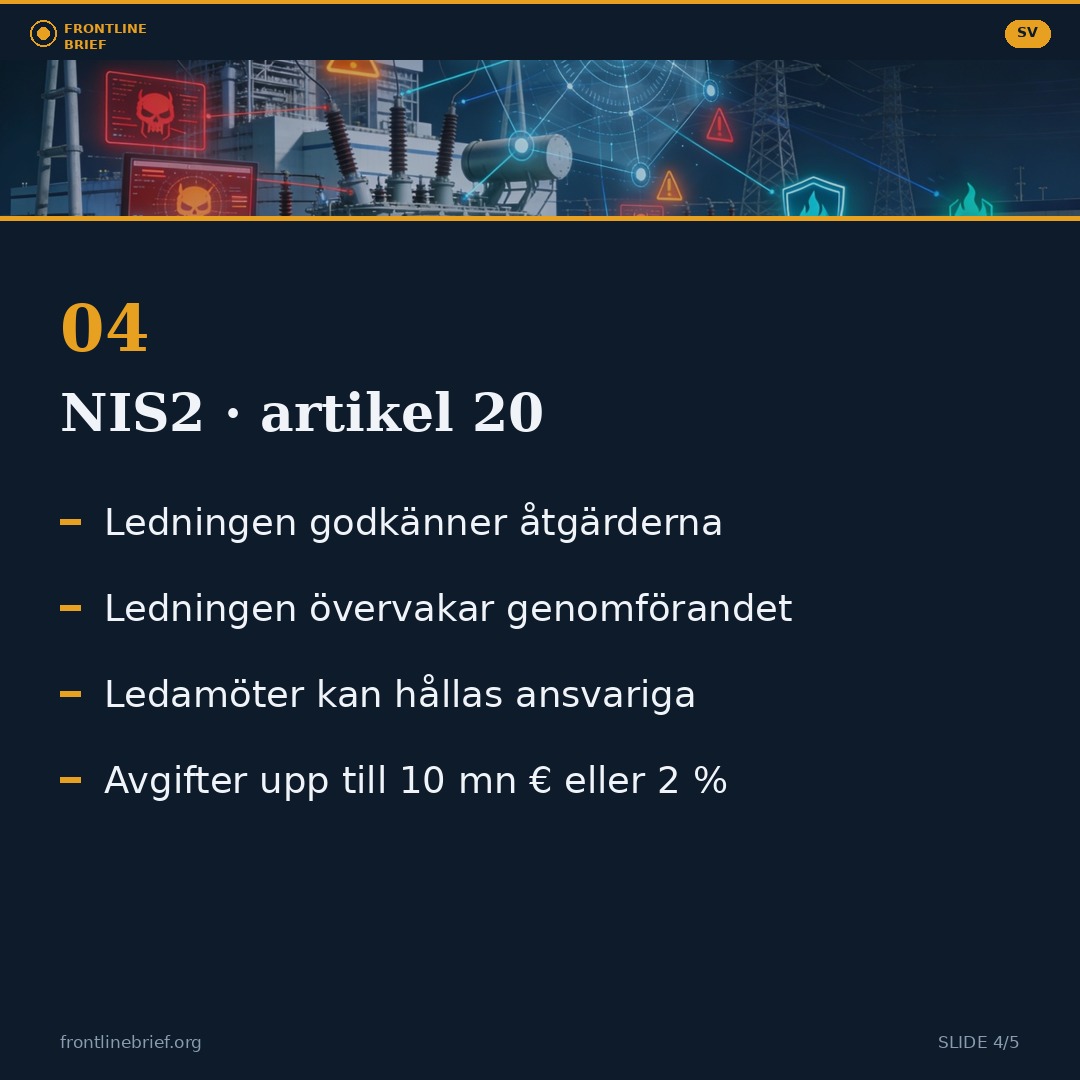 FRONTLINE
BRIEF
SV
04
NIS2 · artikel 20
Ledningen godkänner åtgärderna
Ledningen övervakar genomförandet
Ledamöter kan hållas ansvariga
Avgifter upp till 10 mn € eller 2 %
frontlinebrief.org
SLIDE 4/5